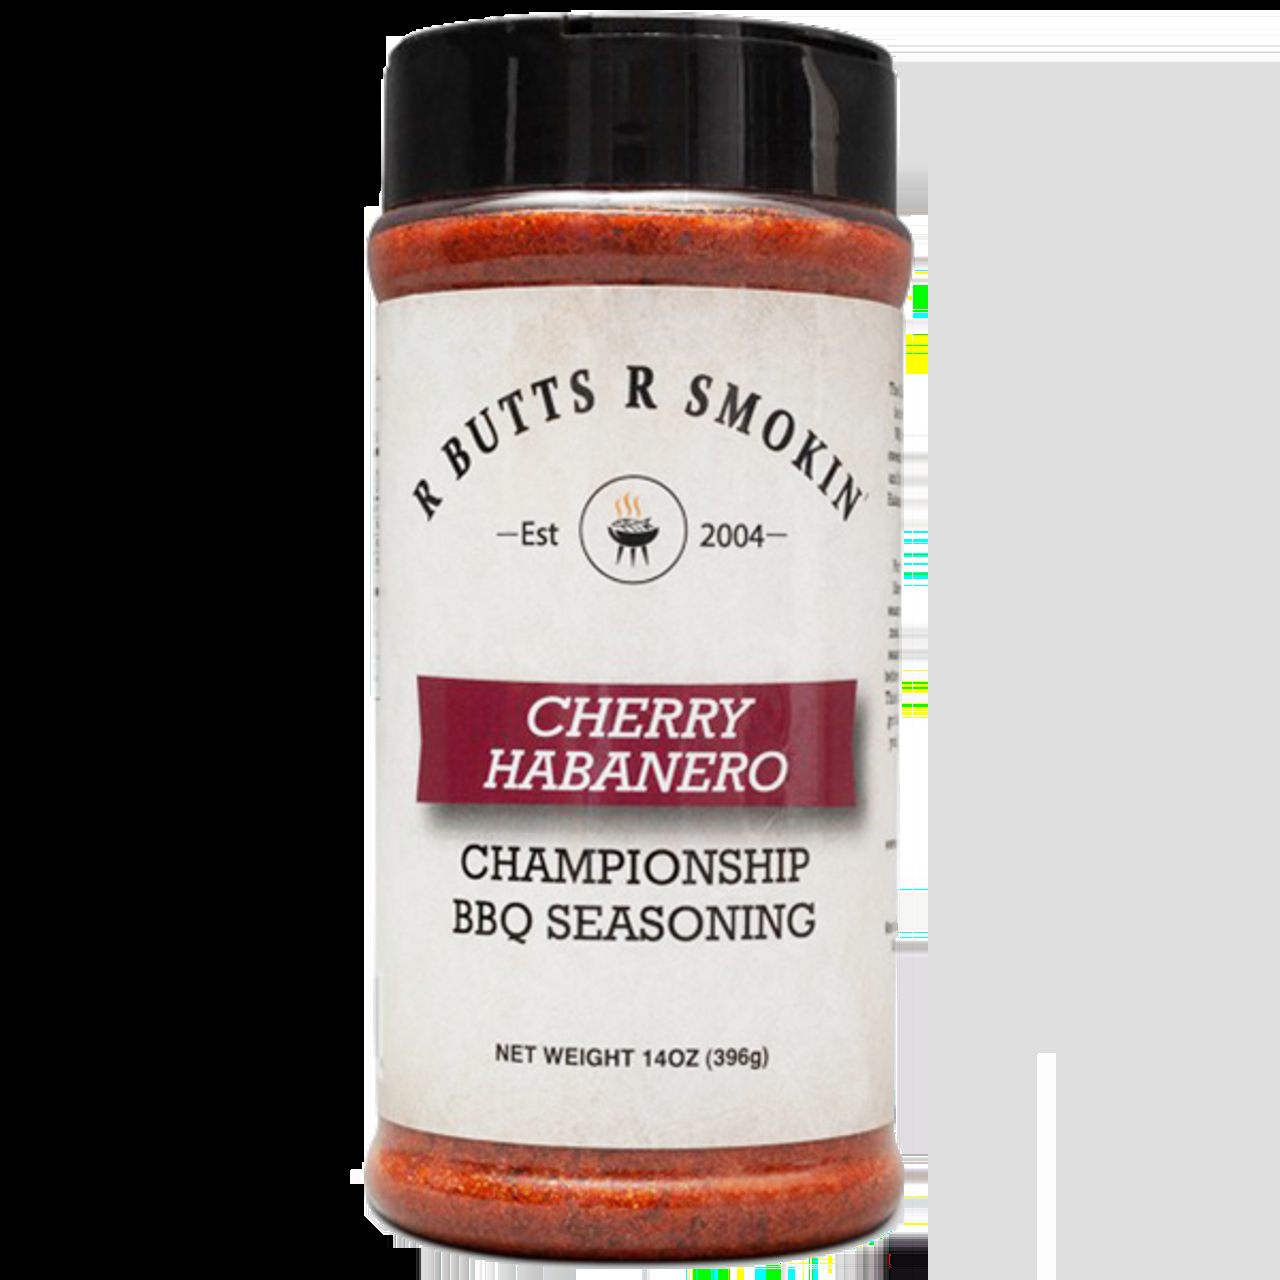 R BUTTS R SMOKIN'
Est 2004
CHERRY
HABANERO
CHAMPIONSHIP
BBQ SEASONING
NET WEIGHT 14OZ (396g)